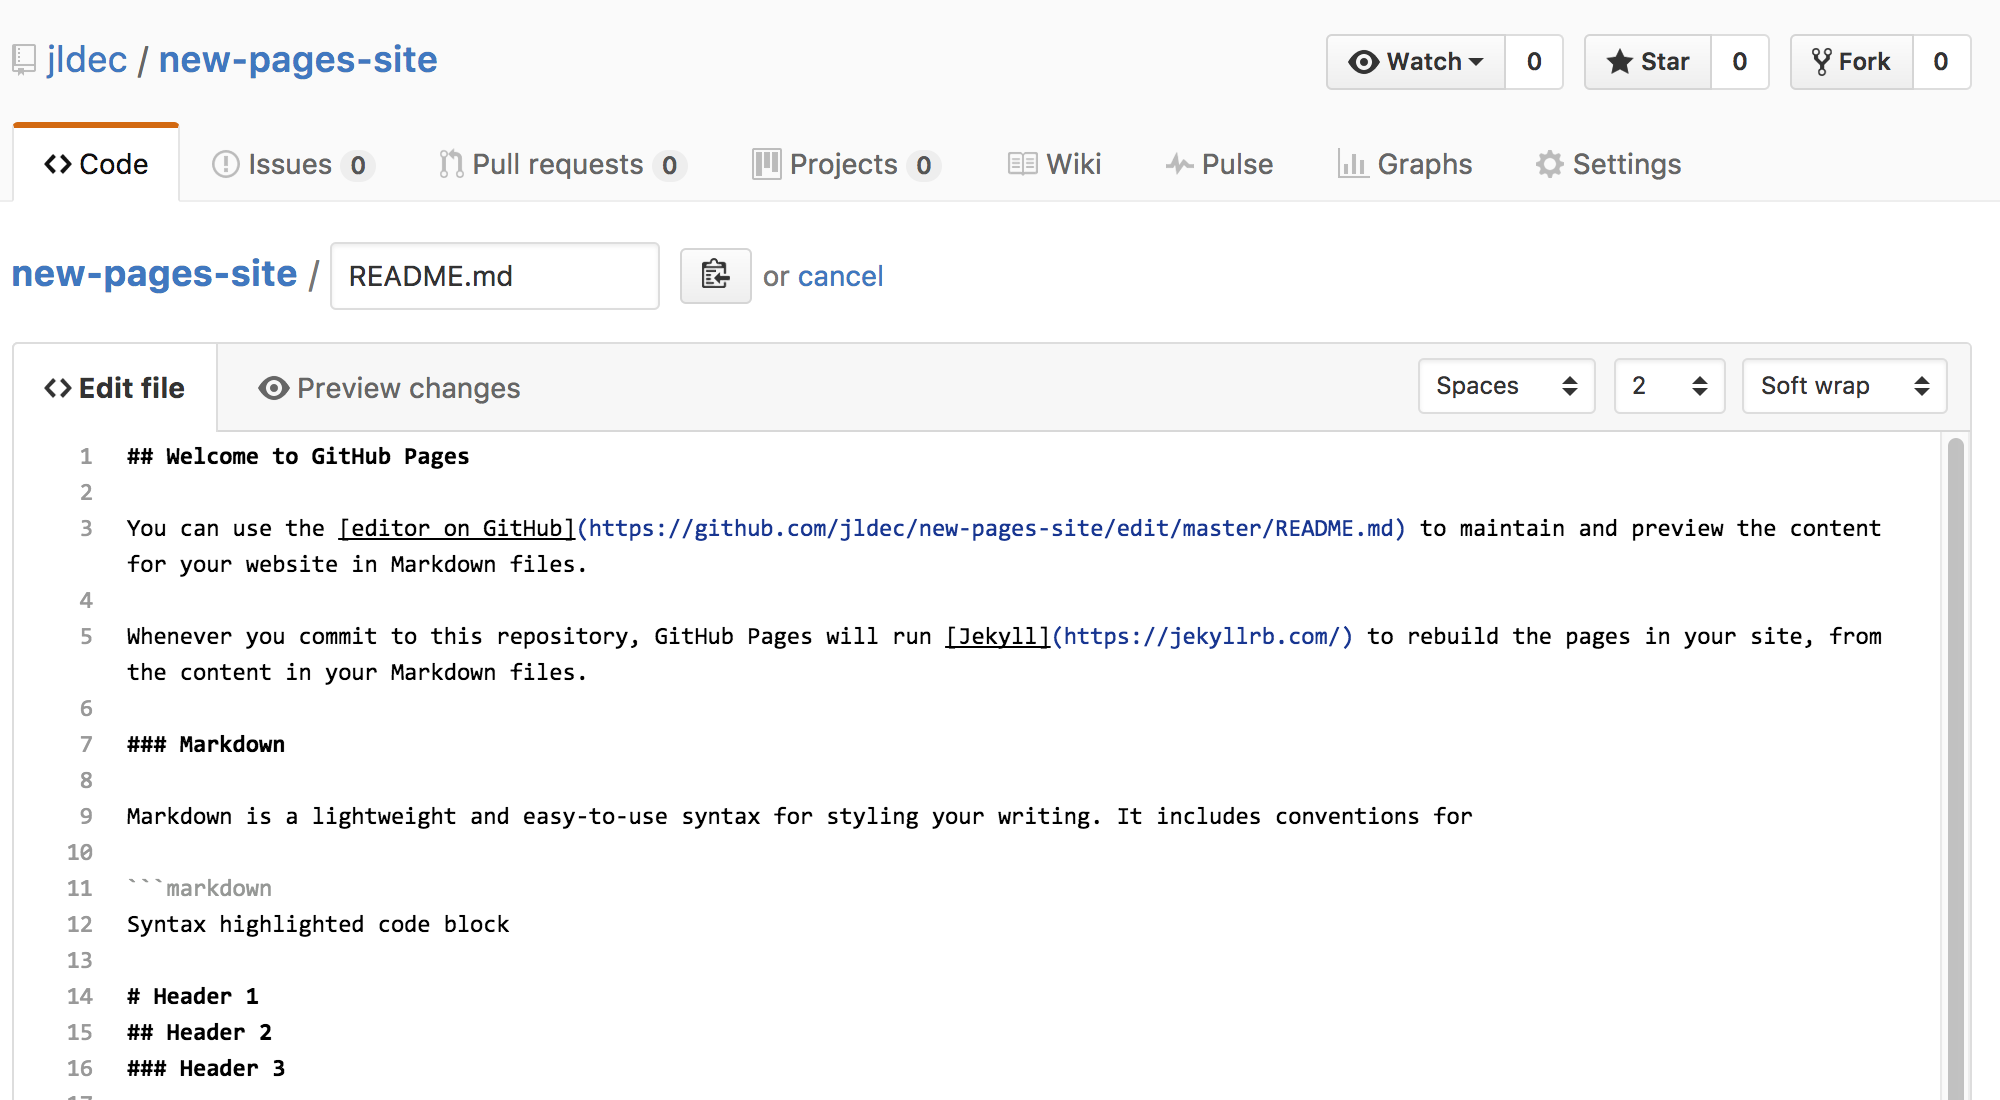 jldec / new-pages-site
Watch 0 Star 0 Fork 0
Code Issues 0 Pull requests 0 Projects 0 Wiki Pulse Graphs Settings
new-pages-site / README.md or cancel
Edit file Preview changes Spaces 2 Soft wrap
1 ## Welcome to GitHub Pages
2
3 You can use the [editor on GitHub](https://github.com/jldec/new-pages-site/edit/master/README.md) to maintain and preview the content
for your website in Markdown files.
4
5 Whenever you commit to this repository, GitHub Pages will run [Jekyll](https://jekyllrb.com/) to rebuild the pages in your site, from
the content in your Markdown files.
6
7 ### Markdown
8
9 Markdown is a lightweight and easy-to-use syntax for styling your writing. It includes conventions for
10
11 ```markdown
12 Syntax highlighted code block
13
14 # Header 1
15 ## Header 2
16 ### Header 3
17